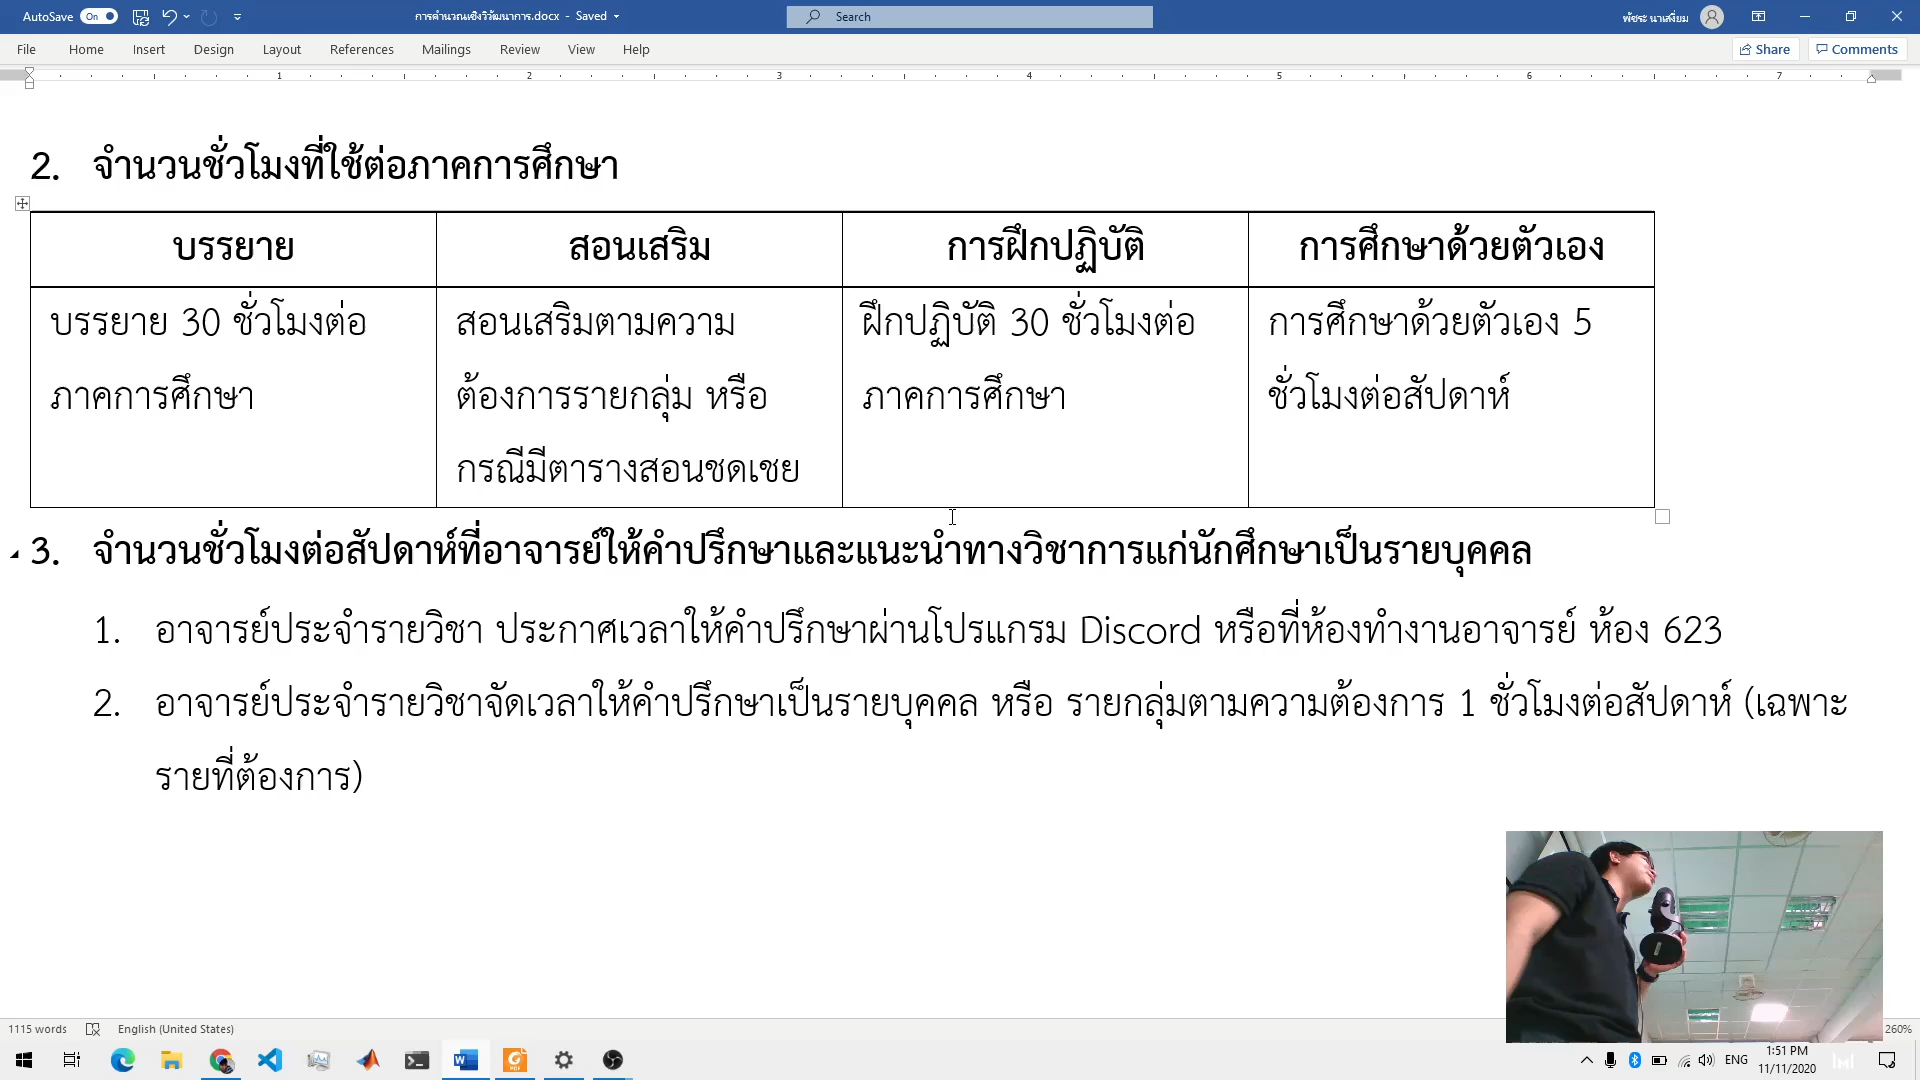 AutoSave On การคำนวณเชิงวิวัฒนาการ.docx - Saved Search พัชระ นาเสงี่ยม
File Home Insert Design Layout References Mailings Review View Help Share Comments
1 2 3 4 5 6 7
2. จำนวนชั่วโมงที่ใช้ต่อภาคการศึกษา
บรรยาย สอนเสริม การฝึกปฏิบัติ การศึกษาด้วยตัวเอง
บรรยาย 30 ชั่วโมงต่อ
ภาคการศึกษา
สอนเสริมตามความ
ต้องการรายกลุ่ม หรือ
กรณีมีตารางสอนชดเชย
ฝึกปฏิบัติ 30 ชั่วโมงต่อ
ภาคการศึกษา
การศึกษาด้วยตัวเอง 5
ชั่วโมงต่อสัปดาห์
3. จำนวนชั่วโมงต่อสัปดาห์ที่อาจารย์ให้คำปรึกษาและแนะนำทางวิชาการแก่นักศึกษาเป็นรายบุคคล
1. อาจารย์ประจำรายวิชา ประกาศเวลาให้คำปรึกษาผ่านโปรแกรม Discord หรือที่ห้องทำงานอาจารย์ ห้อง 623
2. อาจารย์ประจำรายวิชาจัดเวลาให้คำปรึกษาเป็นรายบุคคล หรือ รายกลุ่มตามความต้องการ 1 ชั่วโมงต่อสัปดาห์ (เฉพาะ
รายที่ต้องการ)
1115 words English (United States) 260%
ENG 1:51 PM
11/11/2020